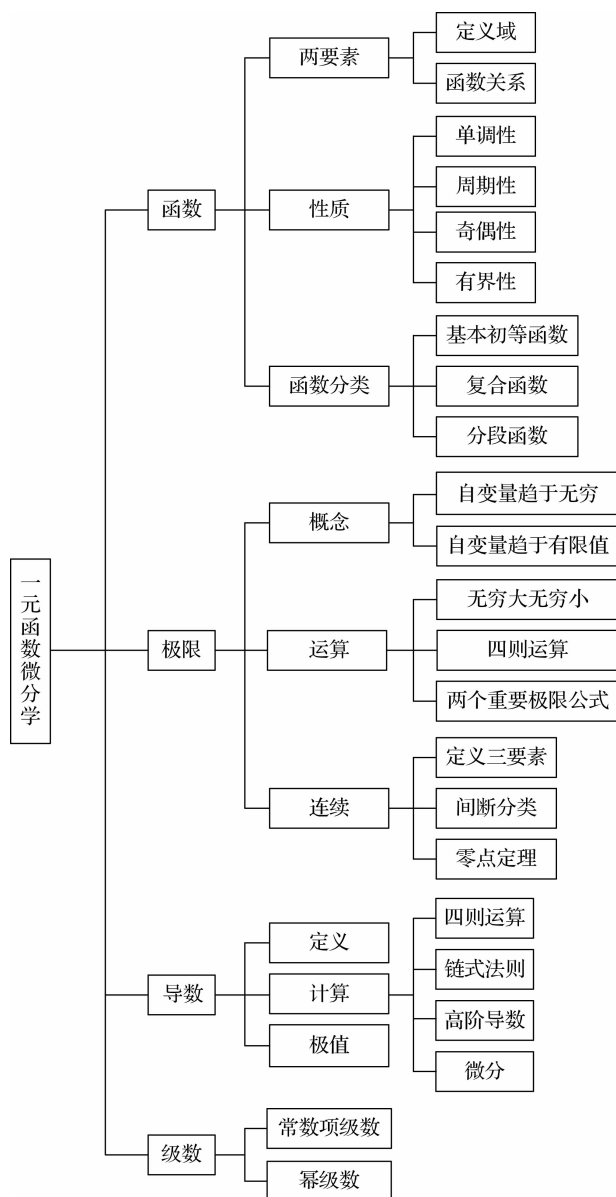 一元函数微分学
函数
两要素
定义域
函数关系
性质
单调性
周期性
奇偶性
有界性
函数分类
基本初等函数
复合函数
分段函数
极限
概念
自变量趋于无穷
自变量趋于有限值
运算
无穷大无穷小
四则运算
两个重要极限公式
连续
定义三要素
间断分类
零点定理
导数
定义
计算
四则运算
链式法则
高阶导数
微分
极值
级数
常数项级数
幂级数